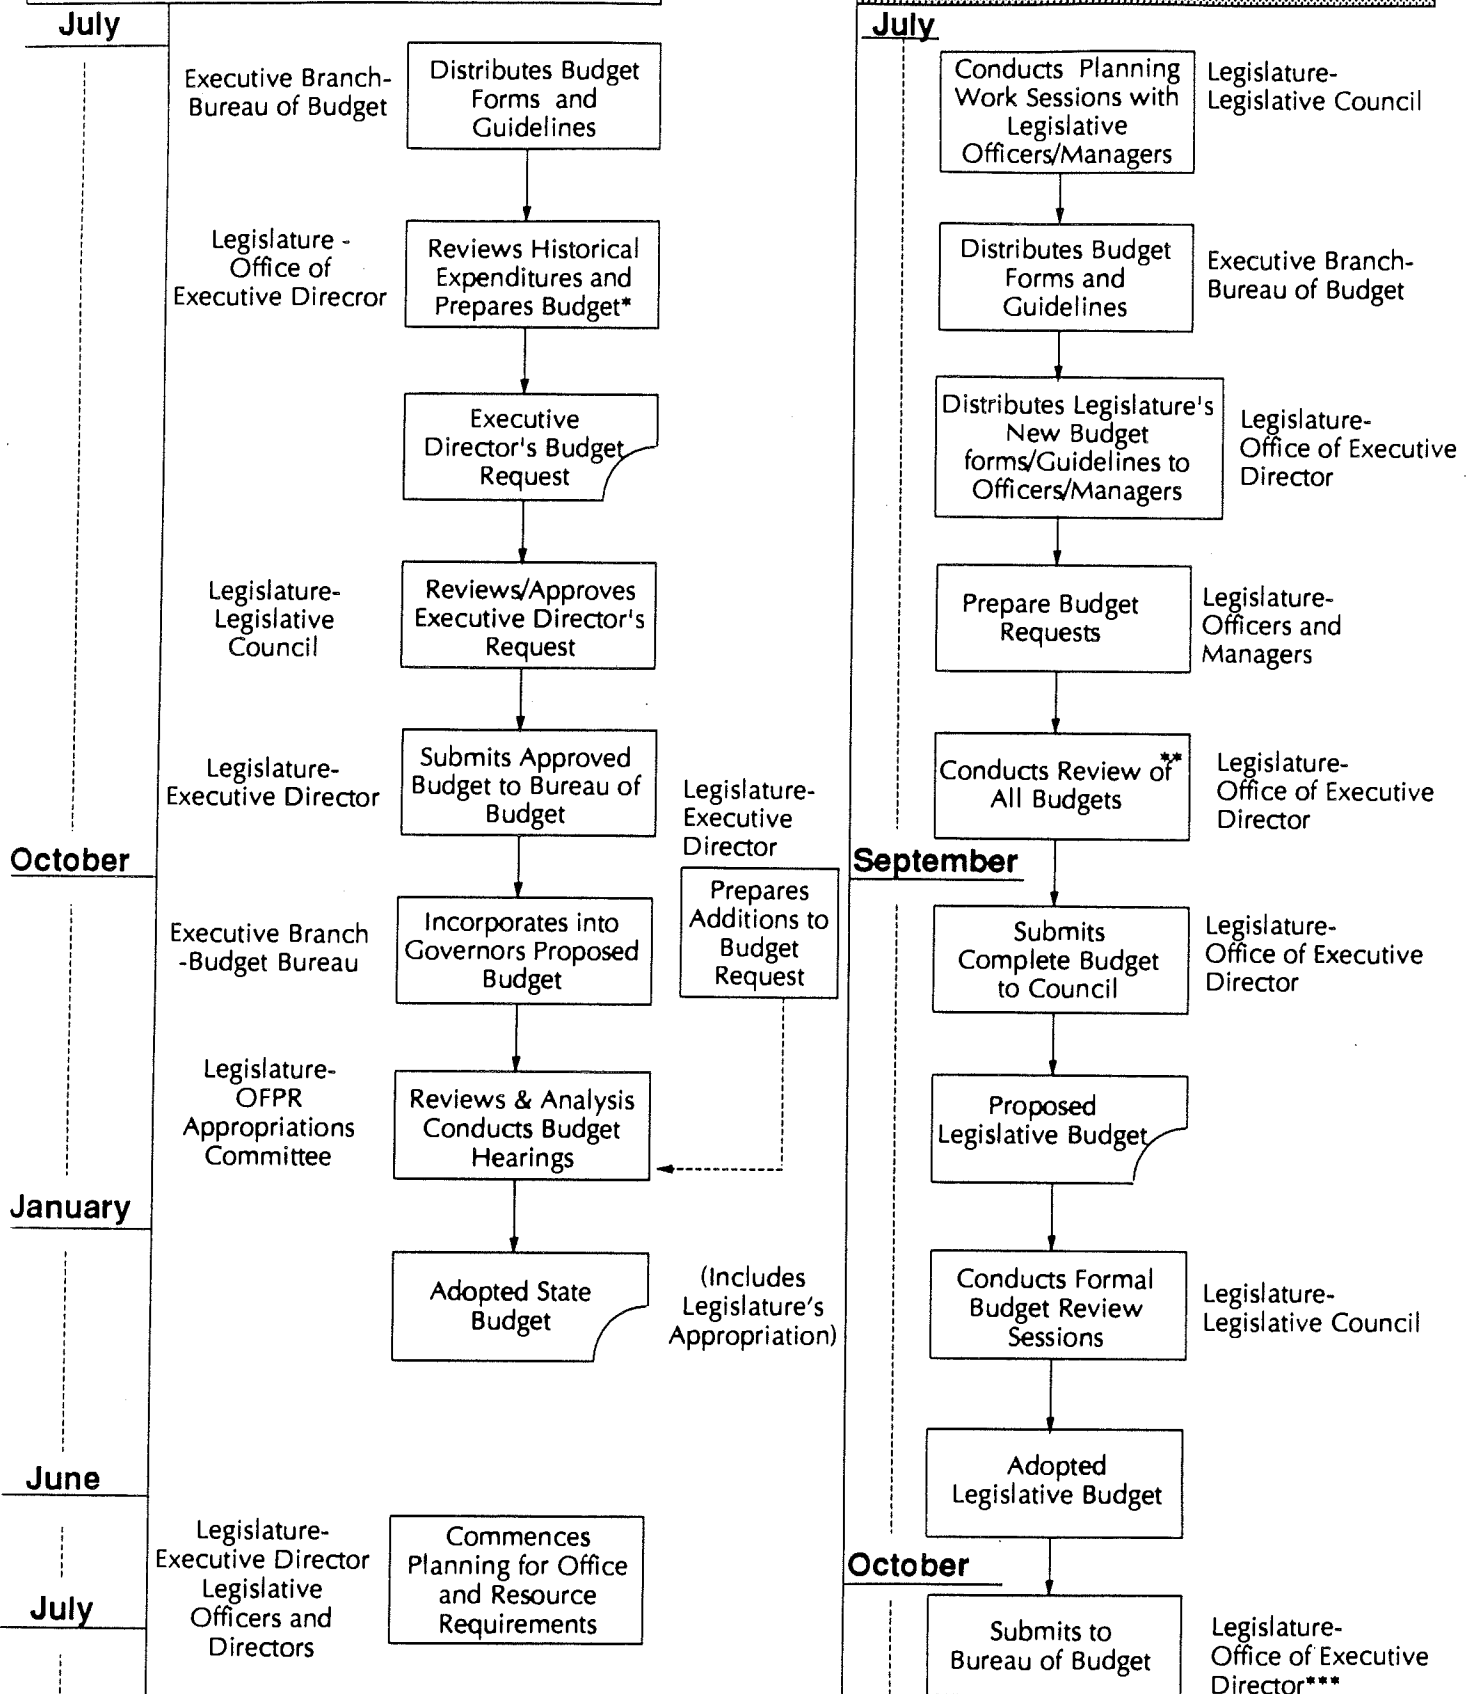 July
Executive Branch-
Bureau of Budget
Distributes Budget
Forms and
Guidelines
Legislature -
Office of
Executive Direcror
Reviews Historical
Expenditures and
Prepares Budget*
Executive
Director's Budget
Request
Legislature-
Legislative
Council
Reviews/Approves
Executive Director's
Request
Legislature-
Executive Director
Submits Approved
Budget to Bureau of
Budget
October
Executive Branch
-Budget Bureau
Incorporates into
Governors Proposed
Budget
Legislature-
Executive
Director
Prepares
Additions to
Budget
Request
Legislature-
OFPR
Appropriations
Committee
Reviews & Analysis
Conducts Budget
Hearings
January
Adopted State
Budget
(Includes
Legislature's
Appropriation)
June
Legislature-
Executive Director
Legislative
Officers and
Directors
Commences
Planning for Office
and Resource
Requirements
July
July
Conducts Planning
Work Sessions with
Legislative
Officers/Managers
Legislature-
Legislative Council
Distributes Budget
Forms and
Guidelines
Executive Branch-
Bureau of Budget
Distributes Legislature's
New Budget
forms/Guidelines to
Officers/Managers
Legislature-
Office of Executive
Director
Prepare Budget
Requests
Legislature-
Officers and
Managers
Conducts Review of**
All Budgets
Legislature-
Office of Executive
Director
September
Submits
Complete Budget
to Council
Legislature-
Office of Executive
Director
Proposed
Legislative Budget
Conducts Formal
Budget Review
Sessions
Legislature-
Legislative Council
Adopted
Legislative Budget
October
Submits to
Bureau of Budget
Legislature-
Office of Executive
Director***